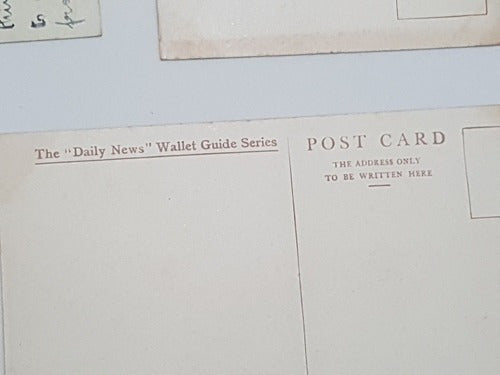 The "Daily News" Wallet Guide Series
POST CARD
THE ADDRESS ONLY
TO BE WRITTEN HERE